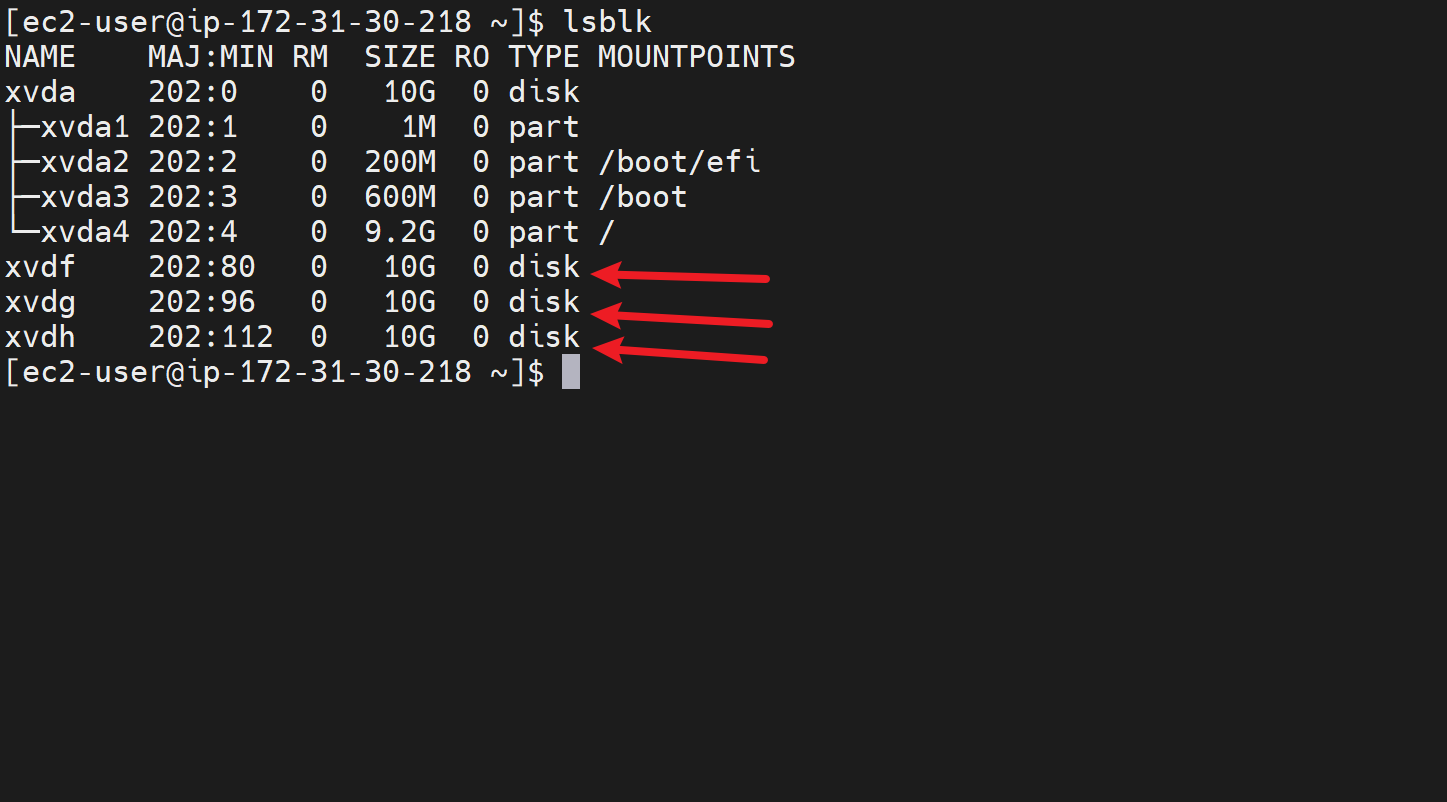 [ec2-user@ip-172-31-30-218 ~]$ lsblk
NAME    MAJ:MIN RM  SIZE RO TYPE MOUNTPOINTS
xvda    202:0    0   10G  0 disk
├─xvda1 202:1    0    1M  0 part
├─xvda2 202:2    0  200M  0 part /boot/efi
├─xvda3 202:3    0  600M  0 part /boot
└─xvda4 202:4    0  9.2G  0 part /
xvdf    202:80   0   10G  0 disk
xvdg    202:96   0   10G  0 disk
xvdh    202:112  0   10G  0 disk
[ec2-user@ip-172-31-30-218 ~]$